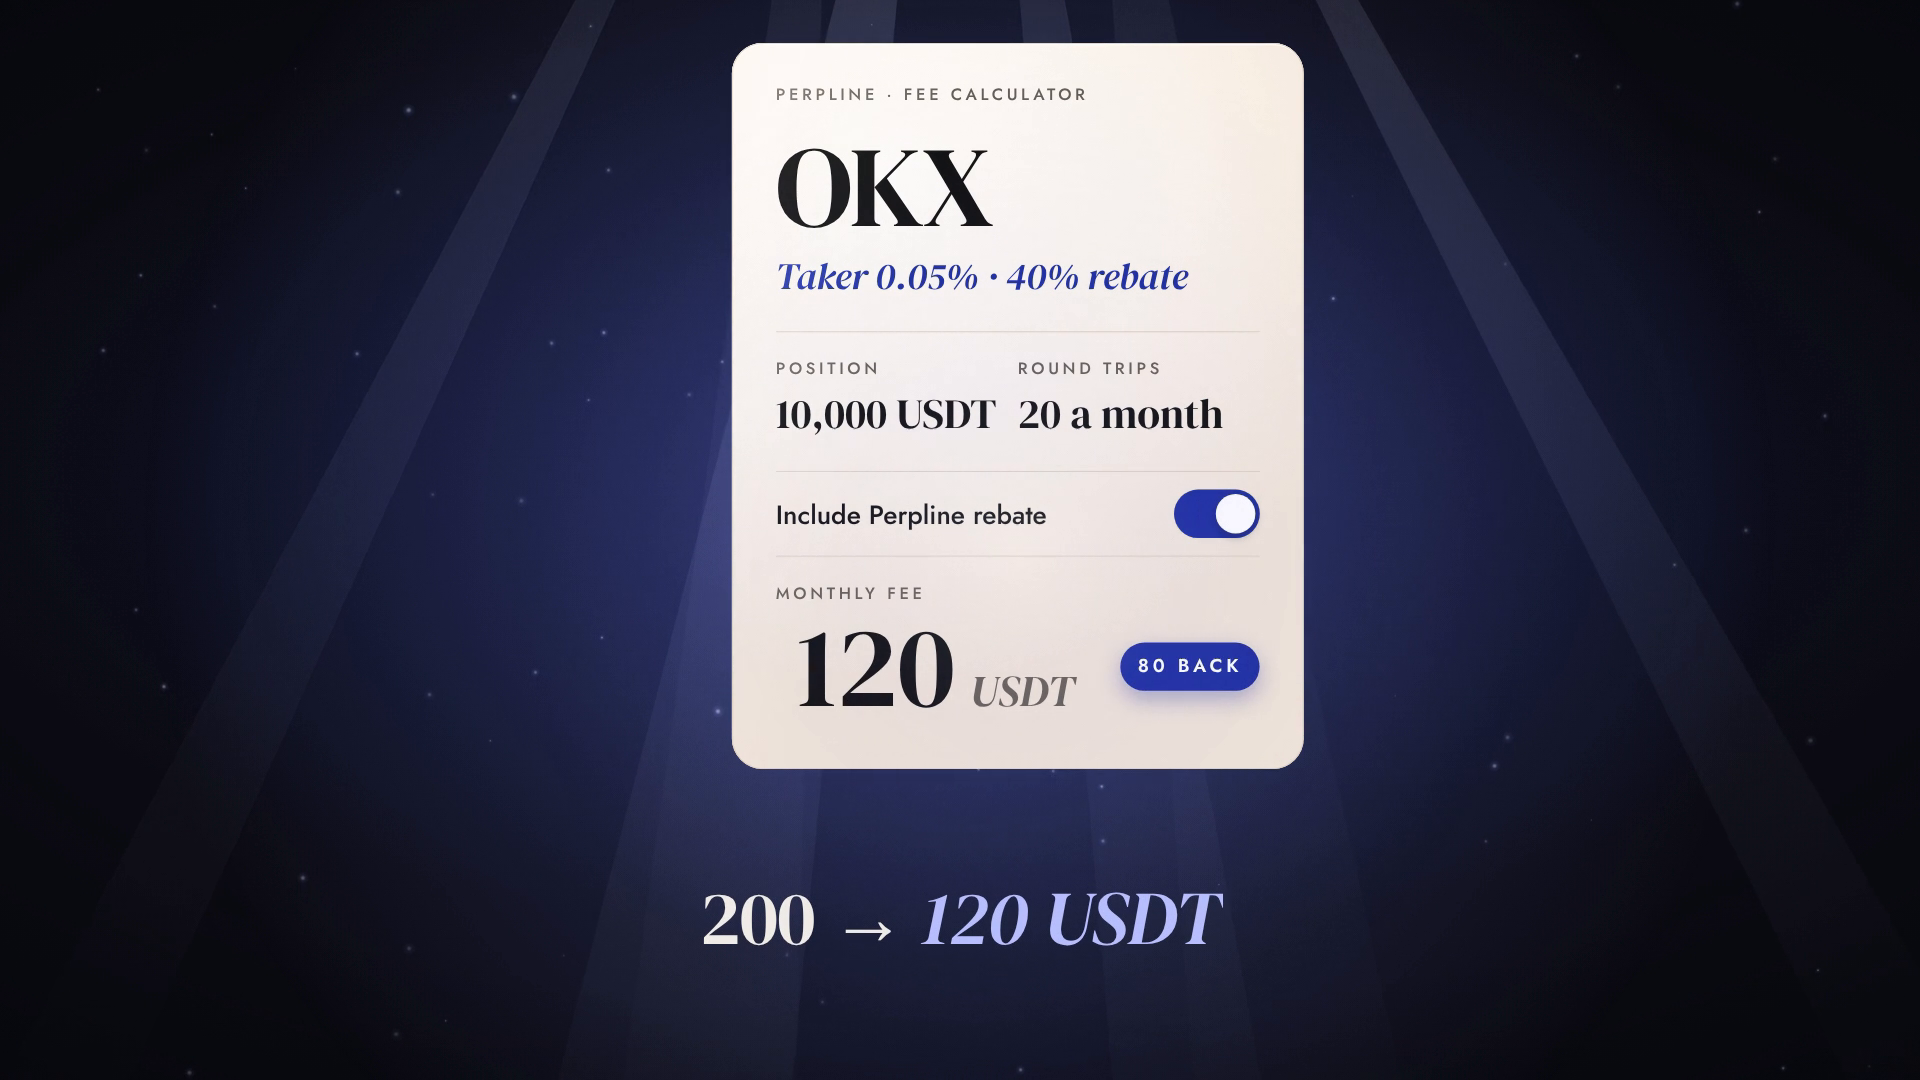 PERPLINE · FEE CALCULATOR
OKX
Taker 0.05% · 40% rebate
POSITION ROUND TRIPS
10,000 USDT 20 a month
Include Perpline rebate
MONTHLY FEE
120 USDT 80 BACK
200 → 120 USDT